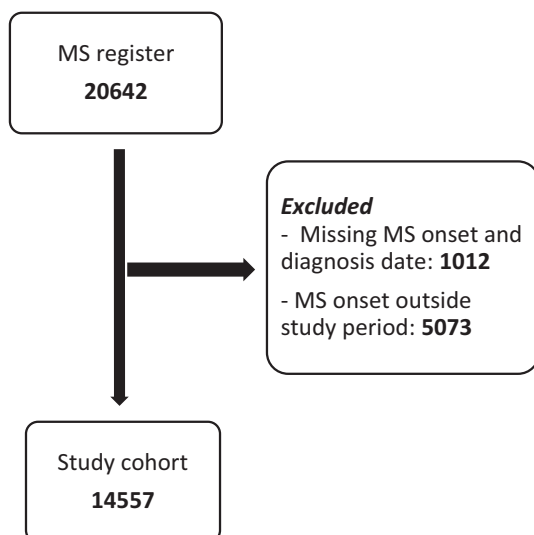 MS register
20642
Excluded
- Missing MS onset and
diagnosis date: 1012
- MS onset outside
study period: 5073
Study cohort
14557